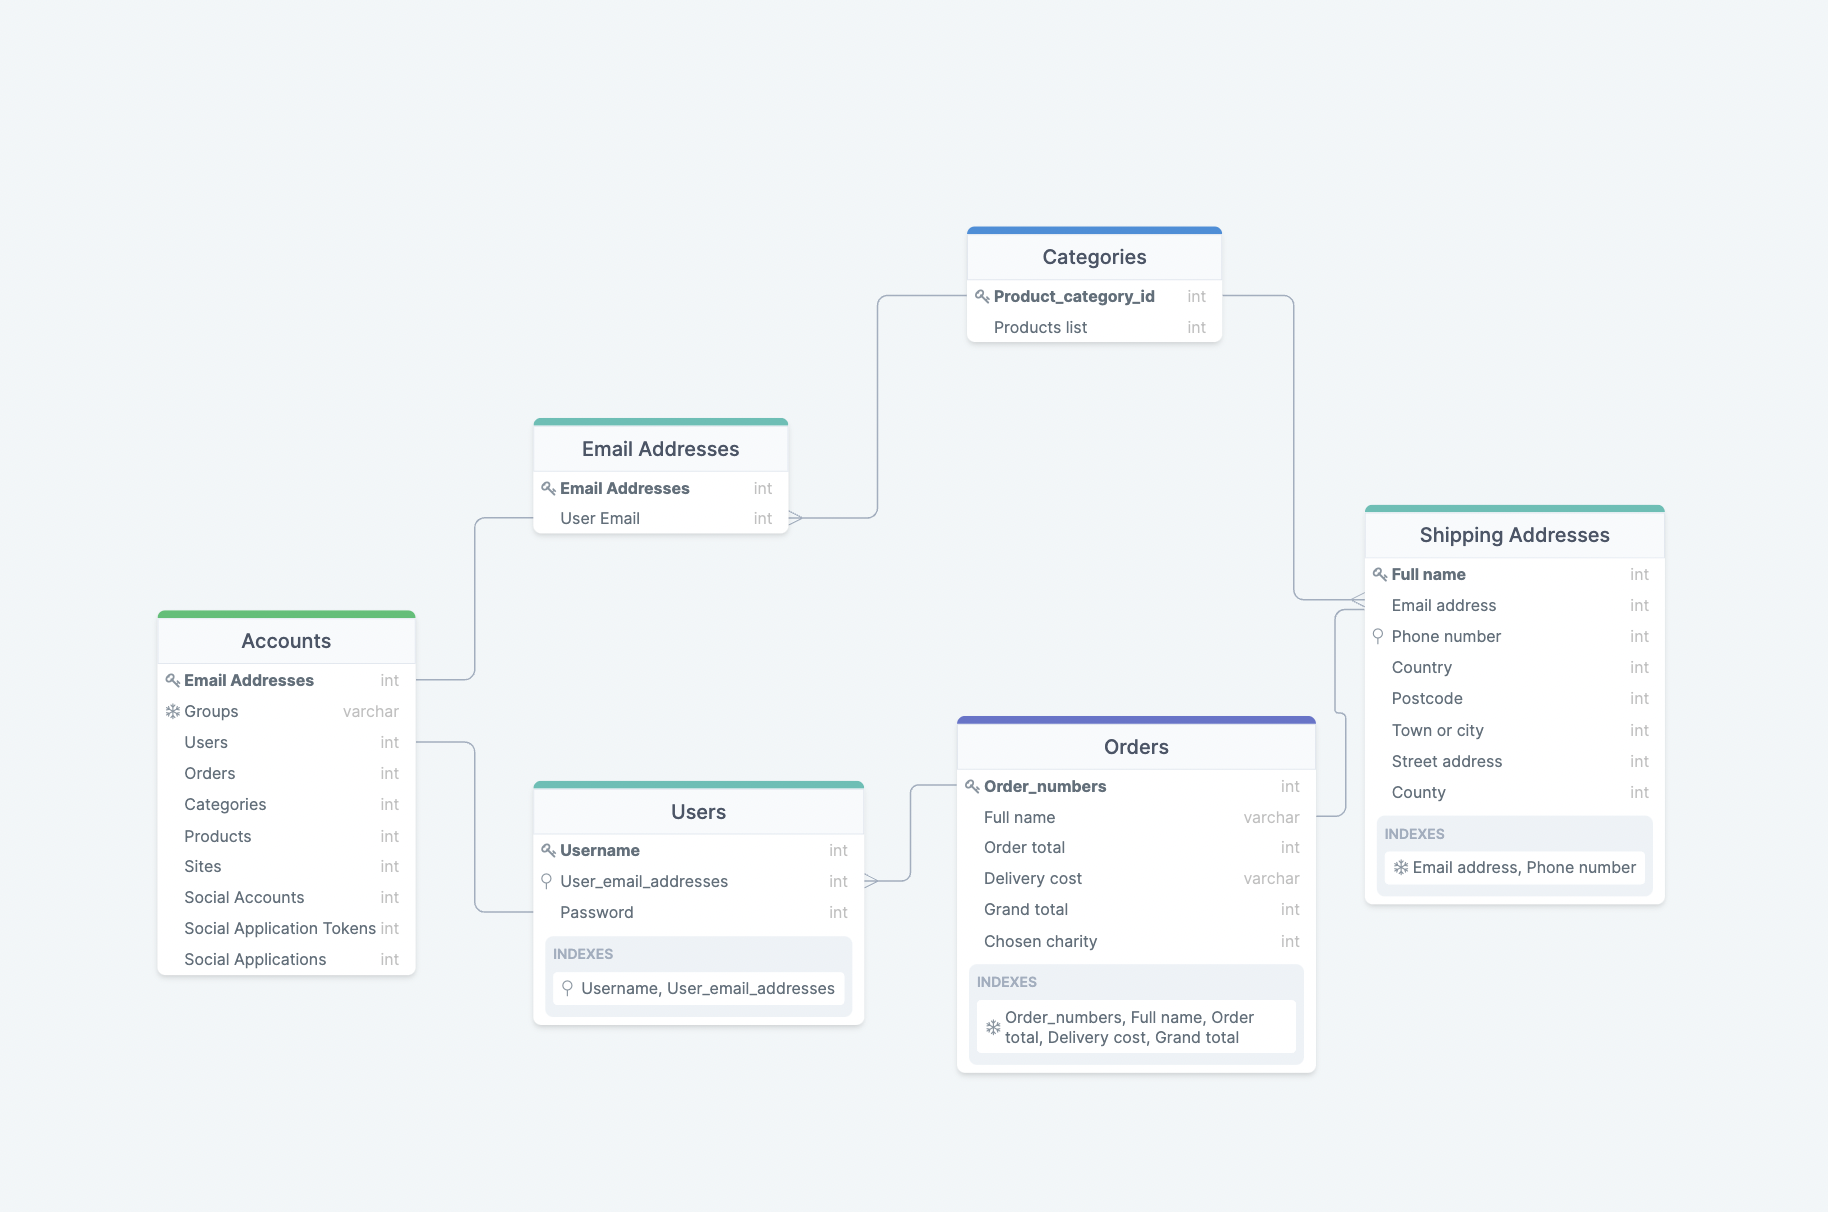 Categories
Product_category_id int
Products list int
Email Addresses
Email Addresses int
User Email int
Shipping Addresses
Full name int
Email address int
Phone number int
Country int
Postcode int
Town or city int
Street address int
County int
INDEXES
Email address, Phone number
Accounts
Email Addresses int
Groups varchar
Users int
Orders int
Categories int
Products int
Sites int
Social Accounts int
Social Application Tokens int
Social Applications int
Users
Username int
User_email_addresses int
Password int
INDEXES
Username, User_email_addresses
Orders
Order_numbers int
Full name varchar
Order total int
Delivery cost varchar
Grand total int
Chosen charity int
INDEXES
Order_numbers, Full name, Order
total, Delivery cost, Grand total